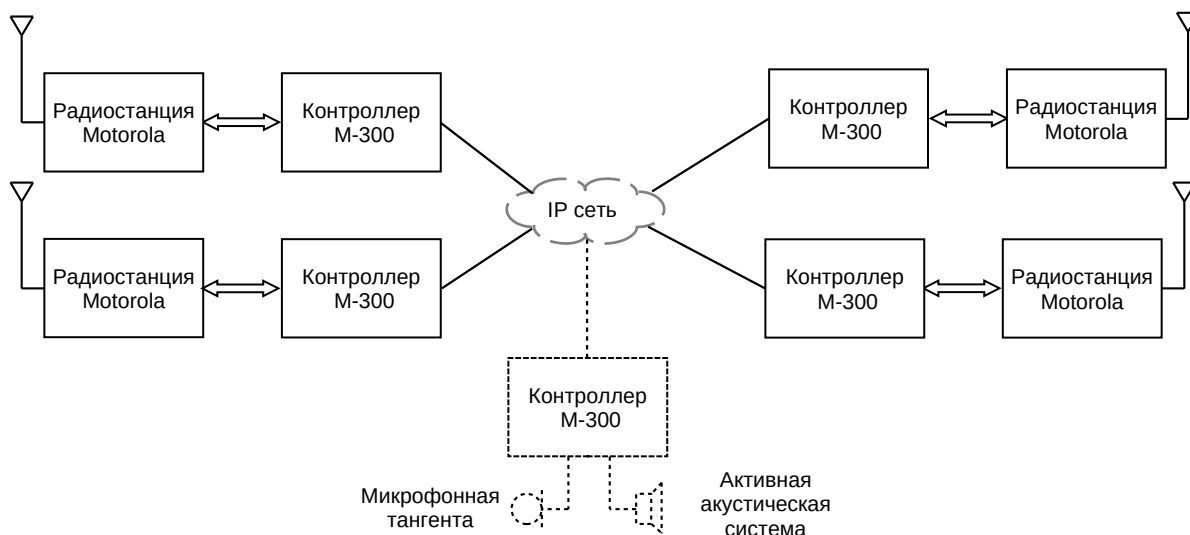 Радиостанция
Motorola
Контроллер
М-300
Контроллер
М-300
Радиостанция
Motorola
Радиостанция
Motorola
Контроллер
М-300
IP сеть
Контроллер
М-300
Радиостанция
Motorola
Контроллер
М-300
Микрофонная
тангента
Активная
акустическая
система